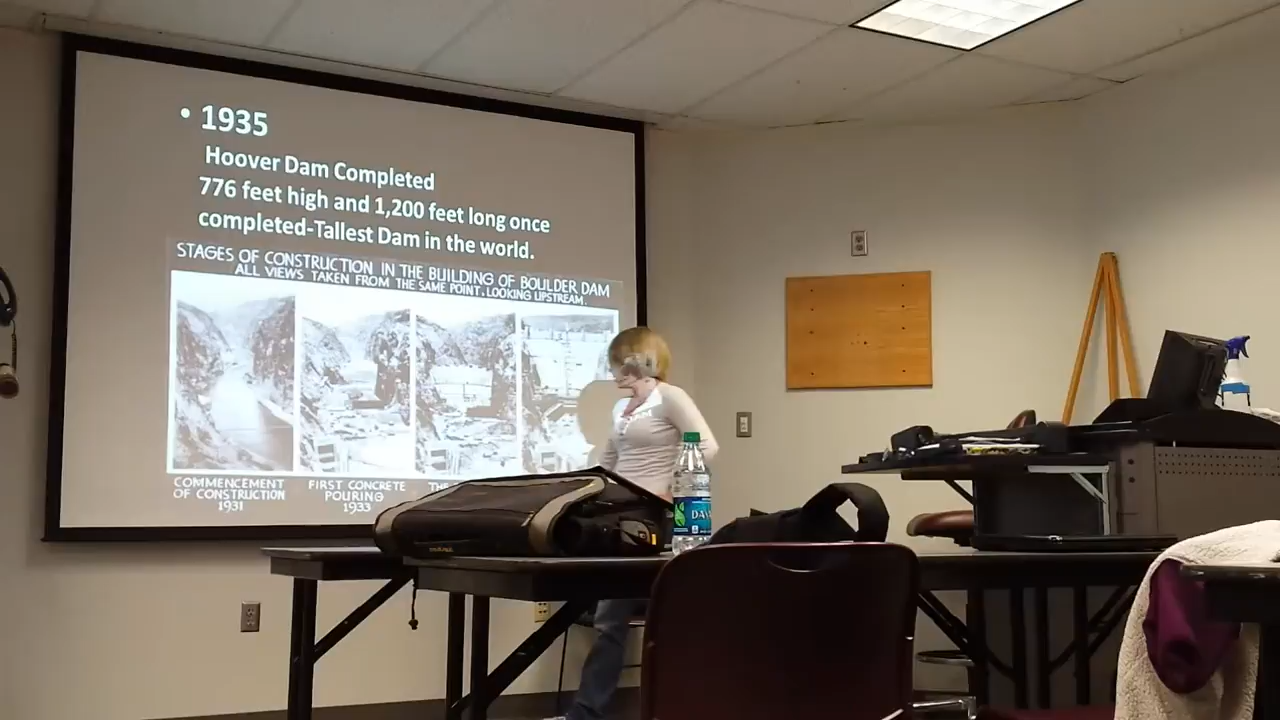 • 1935
Hoover Dam Completed
776 feet high and 1,200 feet long once
completed-Tallest Dam in the world.
STAGES OF CONSTRUCTION IN THE BUILDING OF BOULDER DAM
ALL VIEWS TAKEN FROM THE SAME POINT, LOOKING UPSTREAM.
COMMENCEMENT
OF CONSTRUCTION
1931
FIRST CONCRETE
POURING
1933